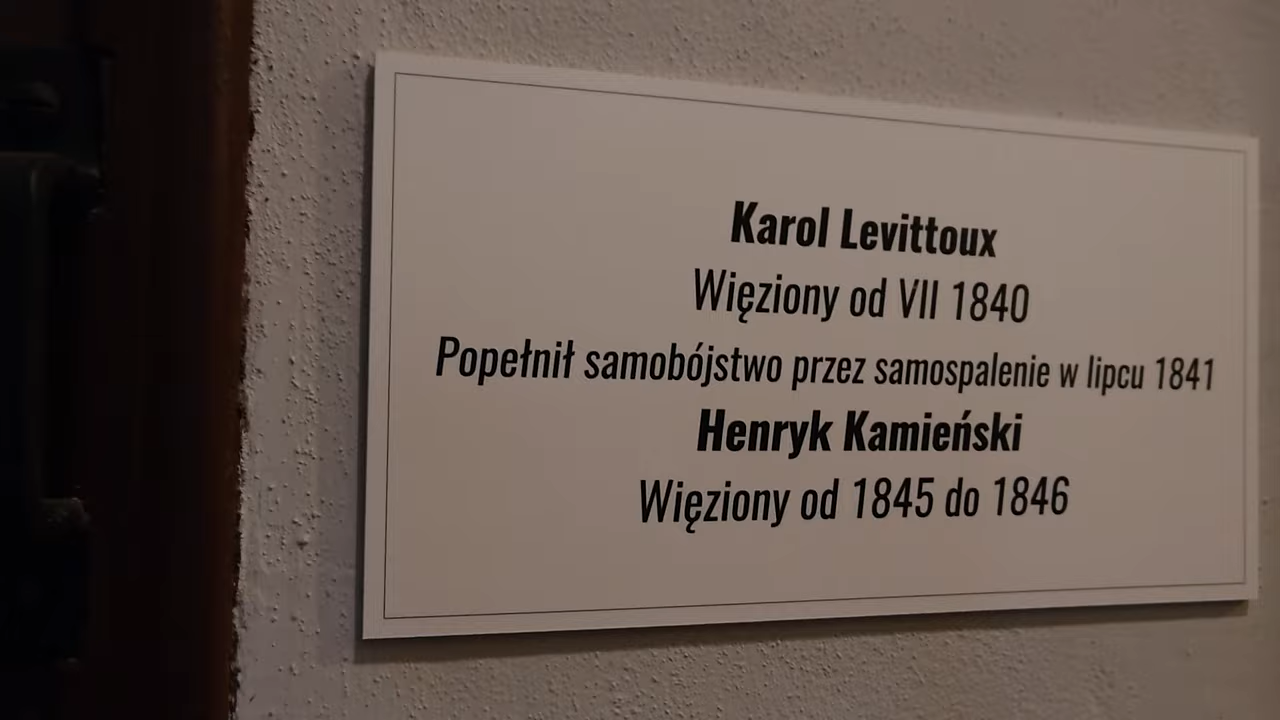 Karol Levittoux
Więziony od VII 1840
Popełnił samobójstwo przez samospalenie w lipcu 1841
Henryk Kamieński
Więziony od 1845 do 1846